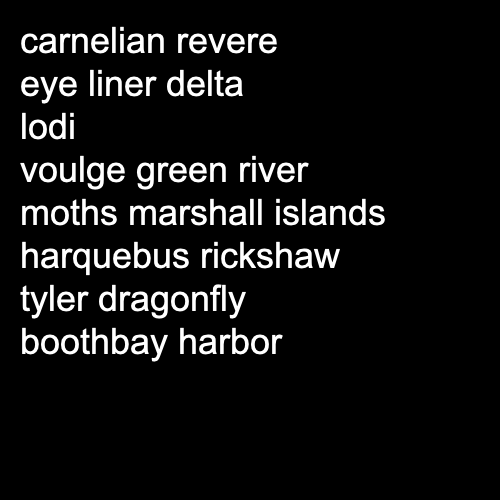 carnelian revere
eye liner delta
lodi
voulge green river
moths marshall islands
harquebus rickshaw
tyler dragonfly
boothbay harbor